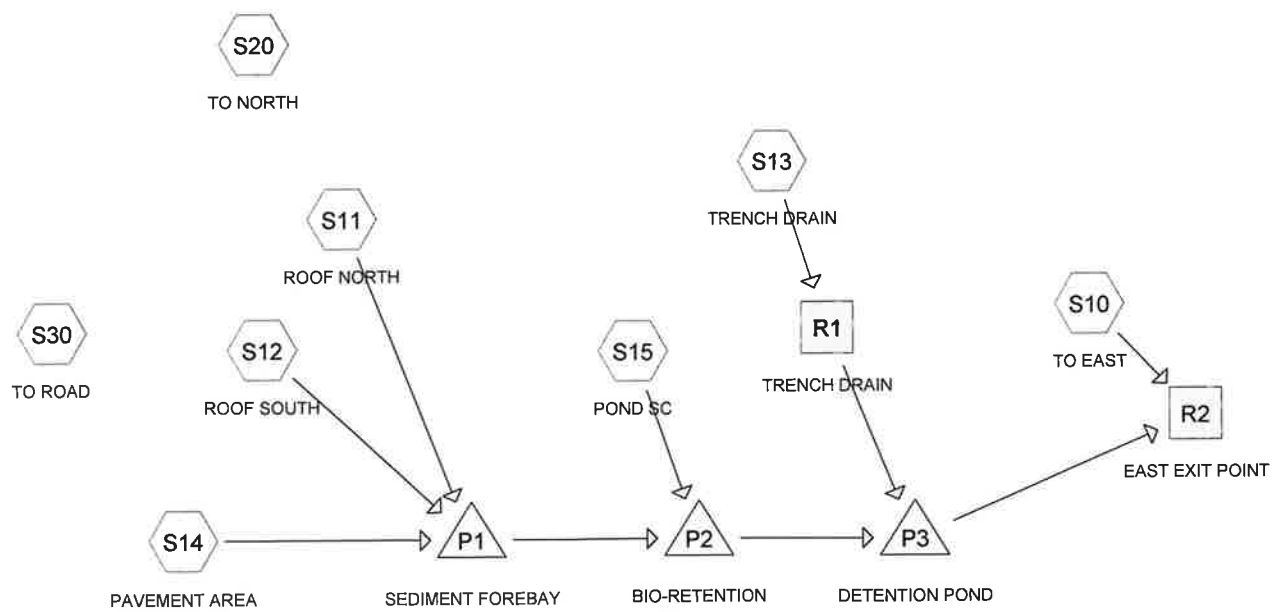 S20
TO NORTH
S13
TRENCH DRAIN
S11
ROOF NORTH
S10
TO EAST
S30
TO ROAD
S12
ROOF SOUTH
S15
POND SC
R1
TRENCH DRAIN
R2
EAST EXIT POINT
S14
PAVEMENT AREA
P1
SEDIMENT FOREBAY
P2
BIO-RETENTION
P3
DETENTION POND